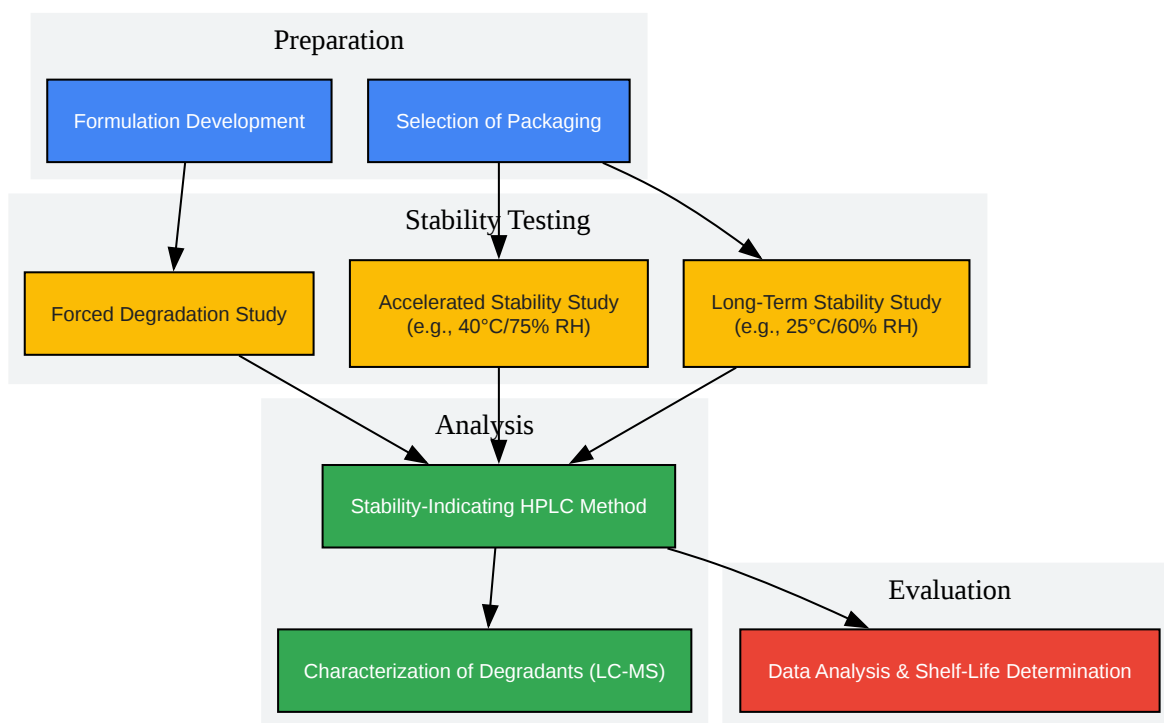 Preparation
Formulation Development
Selection of Packaging
Stability Testing
Forced Degradation Study
Accelerated Stability Study
(e.g., 40°C/75% RH)
Long-Term Stability Study
(e.g., 25°C/60% RH)
Analysis
Stability-Indicating HPLC Method
Evaluation
Characterization of Degradants (LC-MS)
Data Analysis & Shelf-Life Determination